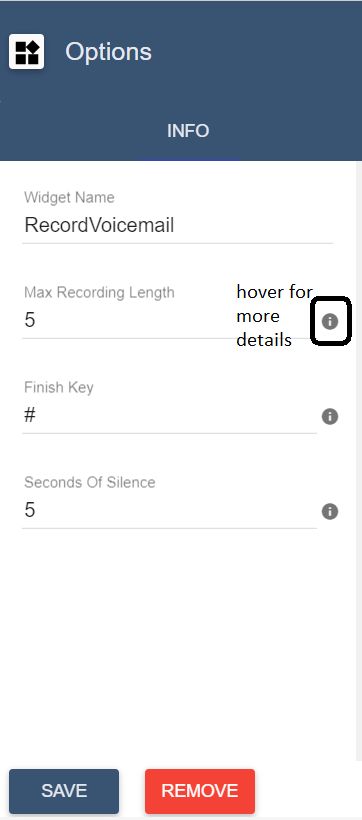 Options
INFO
Widget Name
RecordVoicemail
Max Recording Length
5
hover for
more
details
Finish Key
#
Seconds Of Silence
5
SAVE
REMOVE